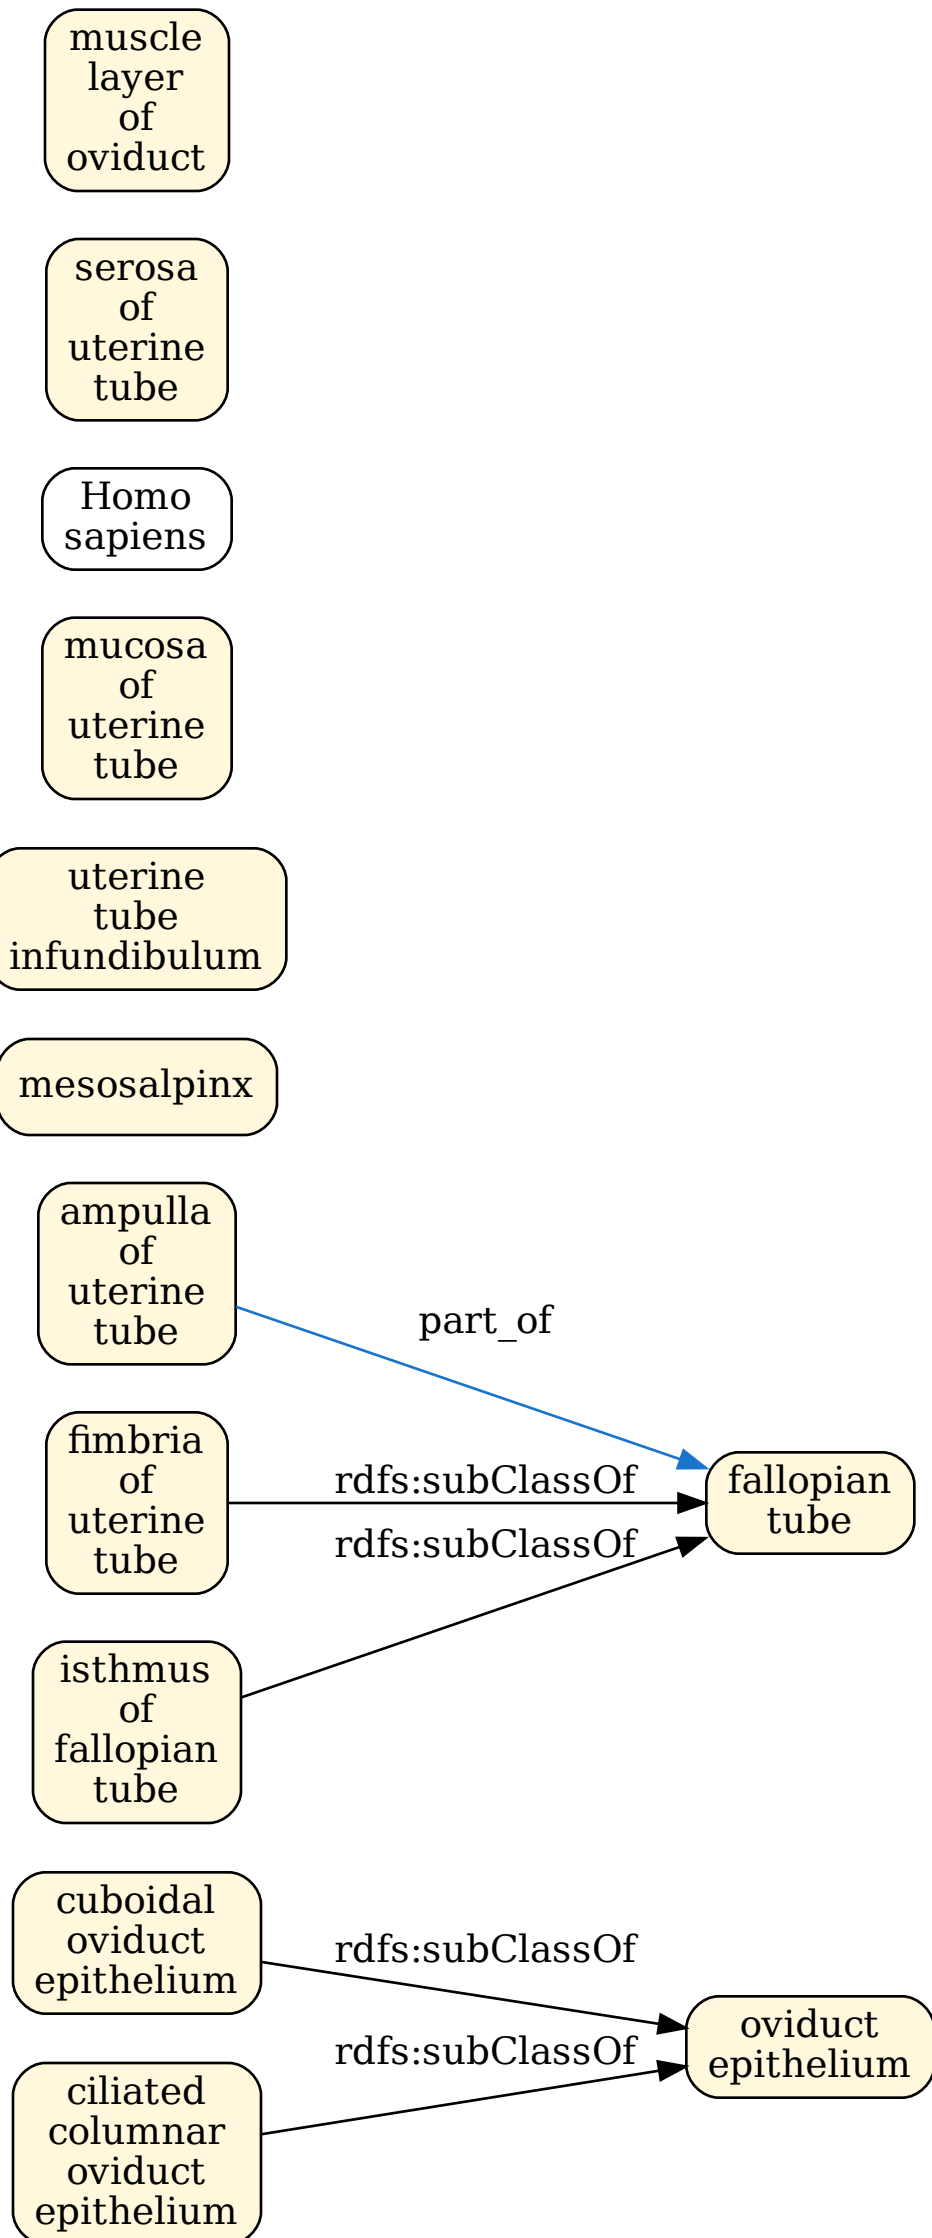 muscle
layer
of
oviduct
serosa
of
uterine
tube
Homo
sapiens
mucosa
of
uterine
tube
uterine
tube
infundibulum
mesosalpinx
ampulla
of
uterine
tube
part_of
fimbria
of
uterine
tube
rdfs:subClassOf
rdfs:subClassOf
fallopian
tube
isthmus
of
fallopian
tube
cuboidal
oviduct
epithelium
rdfs:subClassOf
rdfs:subClassOf
oviduct
epithelium
ciliated
columnar
oviduct
epithelium